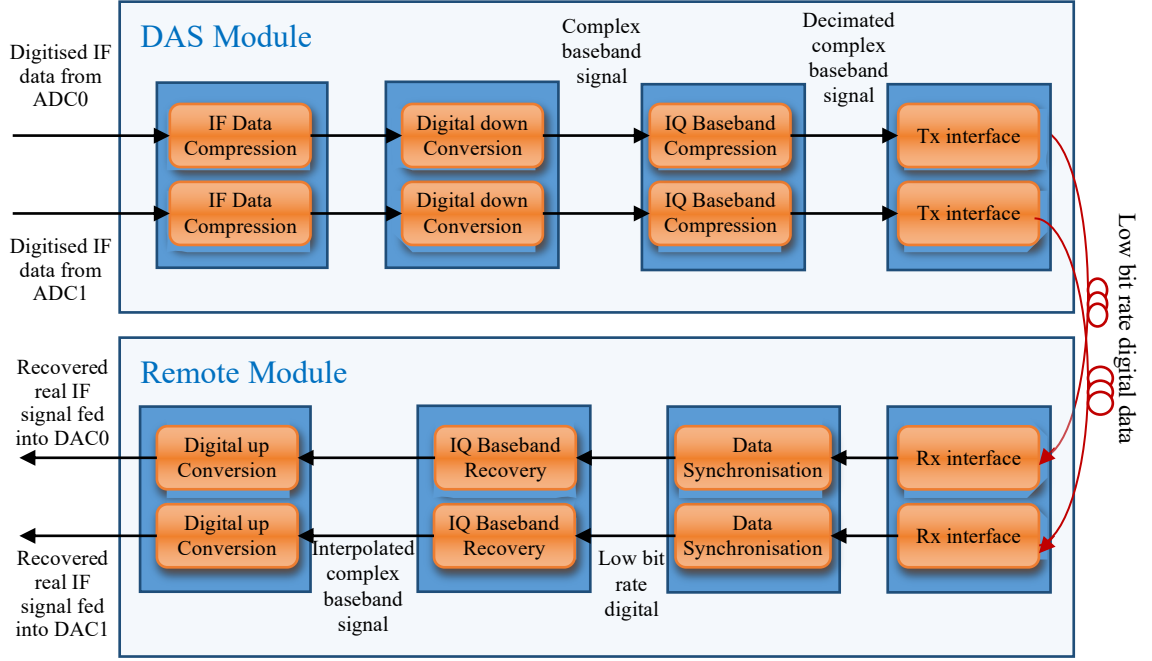 DAS Module
Digitised IF
data from
ADC0
Complex
baseband
signal
Decimated
complex
baseband
signal
IF Data
Compression
Digital down
Conversion
IQ Baseband
Compression
Tx interface
IF Data
Compression
Digital down
Conversion
IQ Baseband
Compression
Tx interface
Digitised IF
data from
ADC1
Low bit rate digital data
Remote Module
Recovered
real IF
signal fed
into DAC0
Digital up
Conversion
IQ Baseband
Recovery
Data
Synchronisation
Rx interface
Digital up
Conversion
IQ Baseband
Recovery
Data
Synchronisation
Rx interface
Recovered
real IF
signal fed
into DAC1
Interpolated
complex
baseband
signal
Low bit
rate
digital